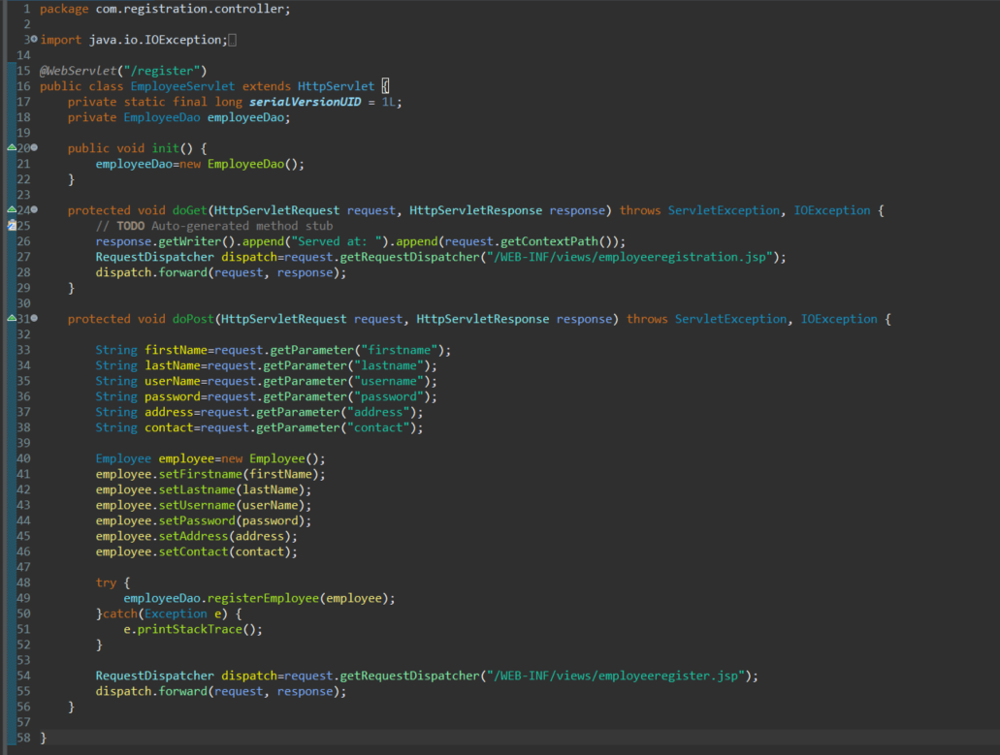 1 package com.registration.controller;
2
3 import java.io.IOException;
14
15 @WebServlet("/register")
16 public class EmployeeServlet extends HttpServlet {
17     private static final long serialVersionUID = 1L;
18     private EmployeeDao employeeDao;
19
20     public void init() {
21         employeeDao=new EmployeeDao();
22     }
23
24     protected void doGet(HttpServletRequest request, HttpServletResponse response) throws ServletException, IOException {
25         // TODO Auto-generated method stub
26         response.getWriter().append("Served at: ").append(request.getContextPath());
27         RequestDispatcher dispatch=request.getRequestDispatcher("/WEB-INF/views/employeeregistration.jsp");
28         dispatch.forward(request, response);
29     }
30
31     protected void doPost(HttpServletRequest request, HttpServletResponse response) throws ServletException, IOException {
32
33         String firstName=request.getParameter("firstname");
34         String lastName=request.getParameter("lastname");
35         String userName=request.getParameter("username");
36         String password=request.getParameter("password");
37         String address=request.getParameter("address");
38         String contact=request.getParameter("contact");
39
40         Employee employee=new Employee();
41         employee.setFirstname(firstName);
42         employee.setLastname(lastName);
43         employee.setUsername(userName);
44         employee.setPassword(password);
45         employee.setAddress(address);
46         employee.setContact(contact);
47
48         try {
49             employeeDao.registerEmployee(employee);
50         }catch(Exception e) {
51             e.printStackTrace();
52         }
53
54         RequestDispatcher dispatch=request.getRequestDispatcher("/WEB-INF/views/employeeregister.jsp");
55         dispatch.forward(request, response);
56     }
57
58 }